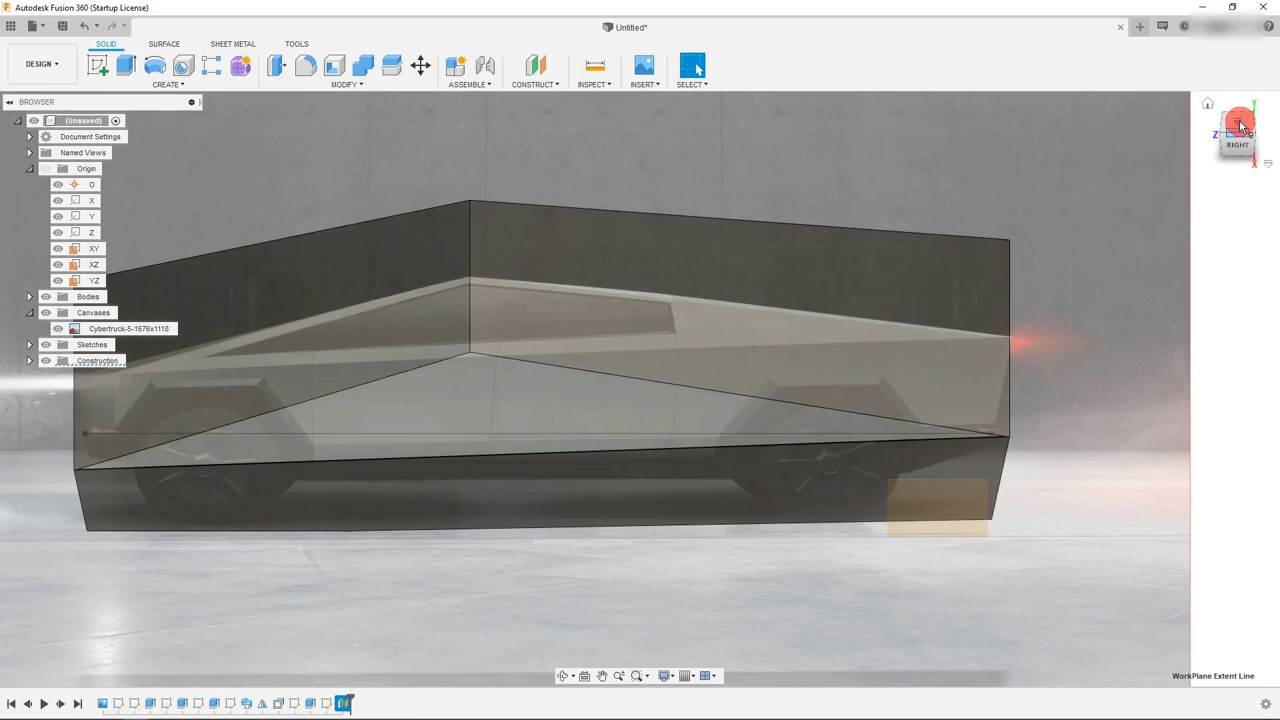 Autodesk Fusion 360 (Startup License)
Untitled*
SOLID SURFACE SHEET METAL TOOLS
DESIGN
CREATE MODIFY ASSEMBLE CONSTRUCT INSPECT INSERT SELECT
BROWSER
(Unsaved)
Document Settings
Named Views
Origin
O
X
Y
Z
XY
XZ
YZ
Bodies
Canvases
Cybertruck-5-1676x1118
Sketches
Construction
Y
Z
RIGHT
X
WorkPlane Extent Line